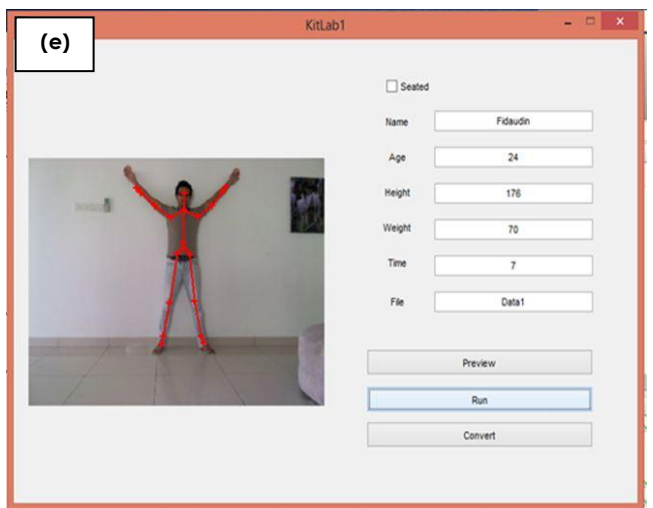 KitLab1
(e)
Seated
Name Fidaudin
Age 24
Height 176
Weight 70
Time 7
File Data1
Preview
Run
Convert